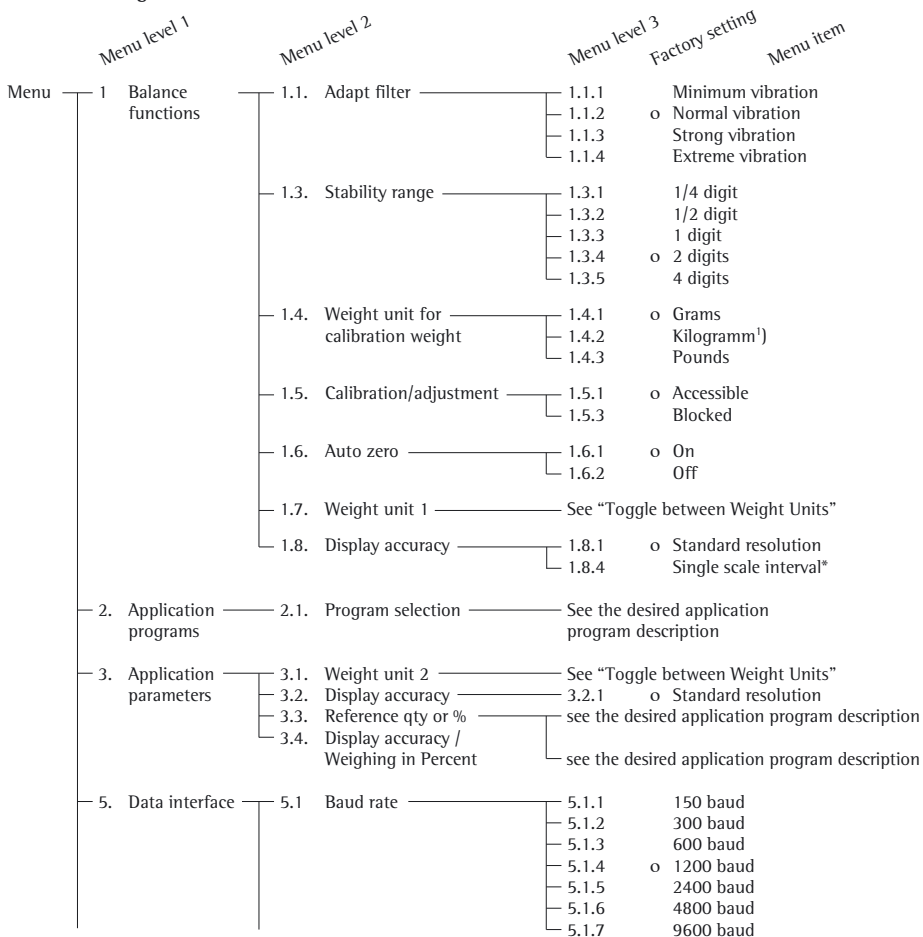 Menu level 1 Menu level 2 Menu level 3 Factory setting Menu item
Menu 1 Balance 1.1. Adapt filter 1.1.1 Minimum vibration
functions 1.1.2 o Normal vibration
1.1.3 Strong vibration
1.1.4 Extreme vibration
1.3. Stability range 1.3.1 1/4 digit
1.3.2 1/2 digit
1.3.3 1 digit
1.3.4 o 2 digits
1.3.5 4 digits
1.4. Weight unit for 1.4.1 o Grams
calibration weight 1.4.2 Kilogramm¹)
1.4.3 Pounds
1.5. Calibration/adjustment 1.5.1 o Accessible
1.5.3 Blocked
1.6. Auto zero 1.6.1 o On
1.6.2 Off
1.7. Weight unit 1 See “Toggle between Weight Units”
1.8. Display accuracy 1.8.1 o Standard resolution
1.8.4 Single scale interval*
2. Application 2.1. Program selection See the desired application
programs program description
3. Application 3.1. Weight unit 2 See “Toggle between Weight Units”
parameters 3.2. Display accuracy 3.2.1 o Standard resolution
3.3. Reference qty or % see the desired application program description
3.4. Display accuracy /
Weighing in Percent see the desired application program description
5. Data interface 5.1 Baud rate 5.1.1 150 baud
5.1.2 300 baud
5.1.3 600 baud
5.1.4 o 1200 baud
5.1.5 2400 baud
5.1.6 4800 baud
5.1.7 9600 baud